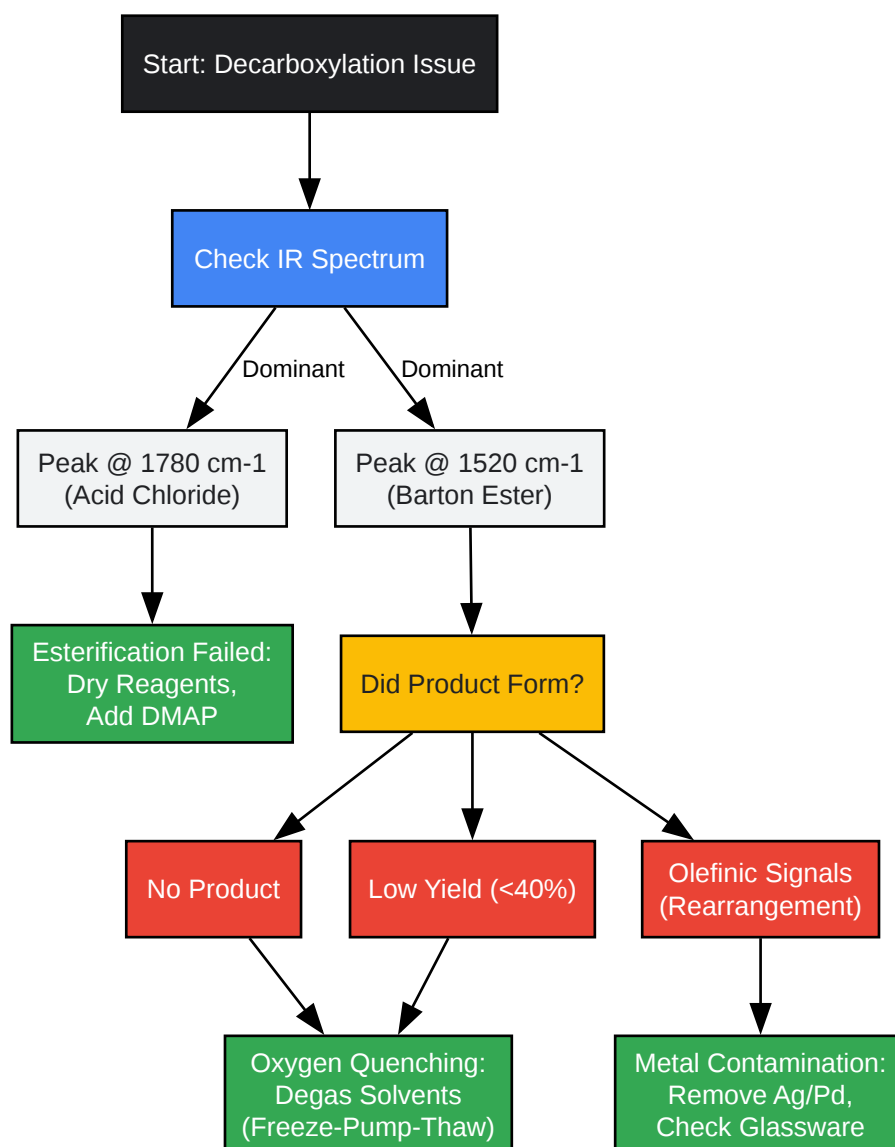 Start: Decarboxylation Issue
Check IR Spectrum
Dominant
Dominant
Peak @ 1780 cm-1
(Acid Chloride)
Peak @ 1520 cm-1
(Barton Ester)
Esterification Failed:
Dry Reagents,
Add DMAP
Did Product Form?
No Product
Low Yield (<40%)
Olefinic Signals
(Rearrangement)
Oxygen Quenching:
Degas Solvents
(Freeze-Pump-Thaw)
Metal Contamination:
Remove Ag/Pd,
Check Glassware